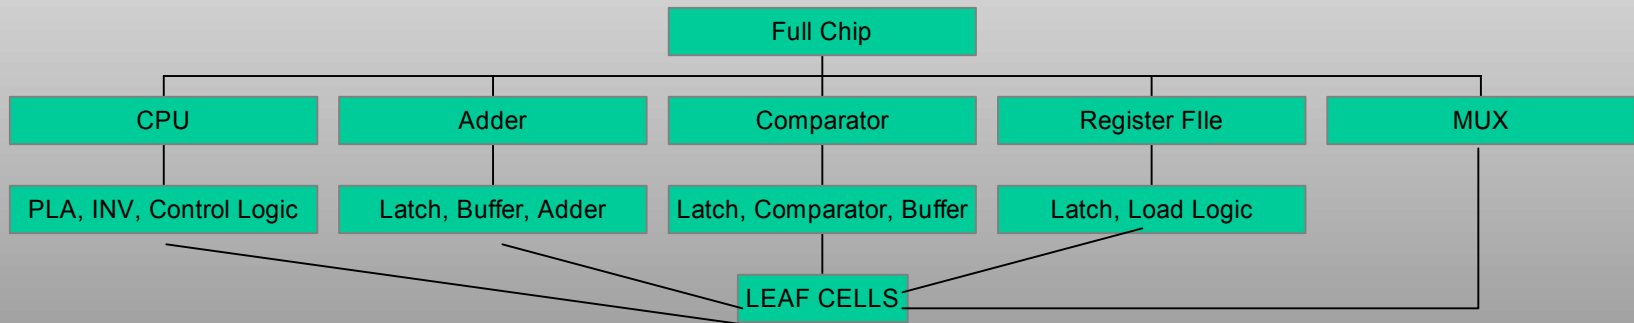 Full Chip
CPU
Adder
Comparator
Register FIle
MUX
PLA, INV, Control Logic
Latch, Buffer, Adder
Latch, Comparator, Buffer
Latch, Load Logic
LEAF CELLS